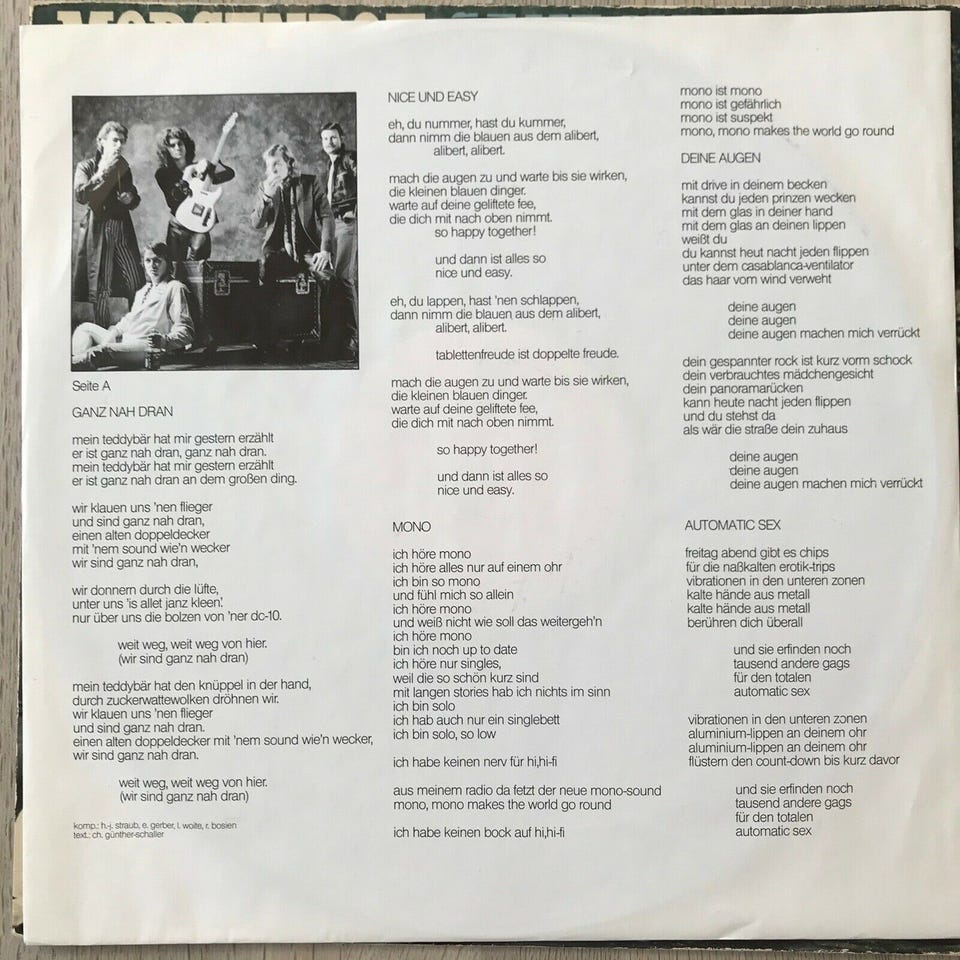 Seite A
GANZ NAH DRAN
mein teddybär hat mir gestern erzählt
er ist ganz nah dran, ganz nah dran.
mein teddybär hat mir gestern erzählt
er ist ganz nah dran an dem großen ding.
wir klauen uns 'nen flieger
und sind ganz nah dran,
einen alten doppeldecker
mit 'nem sound wie'n wecker
wir sind ganz nah dran,
wir donnern durch die lüfte,
unter uns 'is allet janz kleen'.
nur über uns die bolzen von 'ner dc-10.
weit weg, weit weg von hier.
(wir sind ganz nah dran)
mein teddybär hat den knüppel in der hand,
durch zuckerwattewolken dröhnen wir.
wir klauen uns 'nen flieger
und sind ganz nah dran.
einen alten doppeldecker mit 'nem sound wie'n wecker,
wir sind ganz nah dran.
weit weg, weit weg von hier.
(wir sind ganz nah dran)
komp.: h.-j. straub, e. gerber, l. woite, r. bosien
text.: ch. günther-schaller
NICE UND EASY
eh, du nummer, hast du kummer,
dann nimm die blauen aus dem alibert,
alibert, alibert.
mach die augen zu und warte bis sie wirken,
die kleinen blauen dinger.
warte auf deine geliftete fee,
die dich mit nach oben nimmt.
so happy together!
und dann ist alles so
nice und easy.
eh, du lappen, hast 'nen schlappen,
dann nimm die blauen aus dem alibert,
alibert, alibert.
tablettenfreude ist doppelte freude.
mach die augen zu und warte bis sie wirken,
die kleinen blauen dinger.
warte auf deine geliftete fee,
die dich mit nach oben nimmt.
so happy together!
und dann ist alles so
nice und easy.
MONO
ich höre mono
ich höre alles nur auf einem ohr
ich bin so mono
und fühl mich so allein
ich höre mono
und weiß nicht wie soll das weitergeh'n
ich höre mono
bin ich noch up to date
ich höre nur singles,
weil die so schön kurz sind
mit langen stories hab ich nichts im sinn
ich bin solo
ich hab auch nur ein singlebett
ich bin solo, so low
ich habe keinen nerv für hi,hi-fi
aus meinem radio da fetzt der neue mono-sound
mono, mono makes the world go round
ich habe keinen bock auf hi,hi-fi
mono ist mono
mono ist gefährlich
mono ist suspekt
mono, mono makes the world go round
DEINE AUGEN
mit drive in deinem becken
kannst du jeden prinzen wecken
mit dem glas in deiner hand
mit dem glas an deinen lippen
weißt du
du kannst heut nacht jeden flippen
unter dem casablanca-ventilator
das haar vom wind verweht
deine augen
deine augen
deine augen machen mich verrückt
dein gespannter rock ist kurz vorm schock
dein verbrauchtes mädchengesicht
dein panoramarücken
kann heute nacht jeden flippen
und du stehst da
als wär die straße dein zuhaus
deine augen
deine augen
deine augen machen mich verrückt
AUTOMATIC SEX
freitag abend gibt es chips
für die naßkalten erotik-trips
vibrationen in den unteren zonen
kalte hände aus metall
kalte hände aus metall
berühren dich überall
und sie erfinden noch
tausend andere gags
für den totalen
automatic sex
vibrationen in den unteren zonen
aluminium-lippen an deinem ohr
aluminium-lippen an deinem ohr
flüstern den count-down bis kurz davor
und sie erfinden noch
tausend andere gags
für den totalen
automatic sex